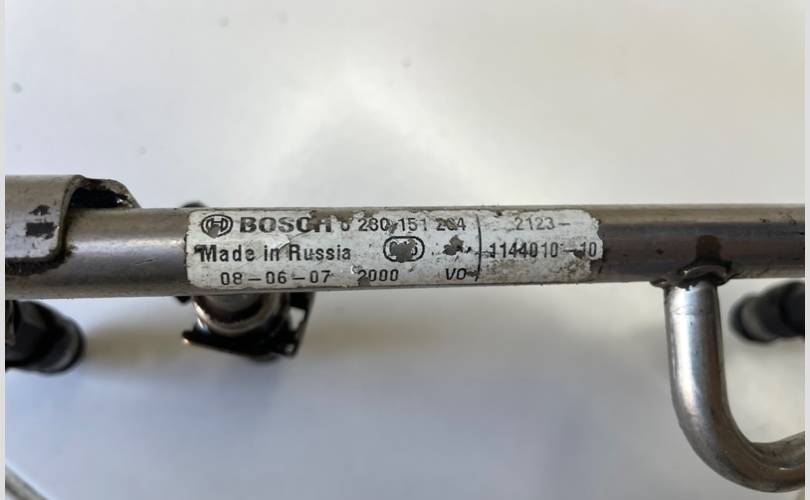 BOSCH 0 280 151 204
2123-
Made in Russia
1144010-10
08-06-07 2000 VO